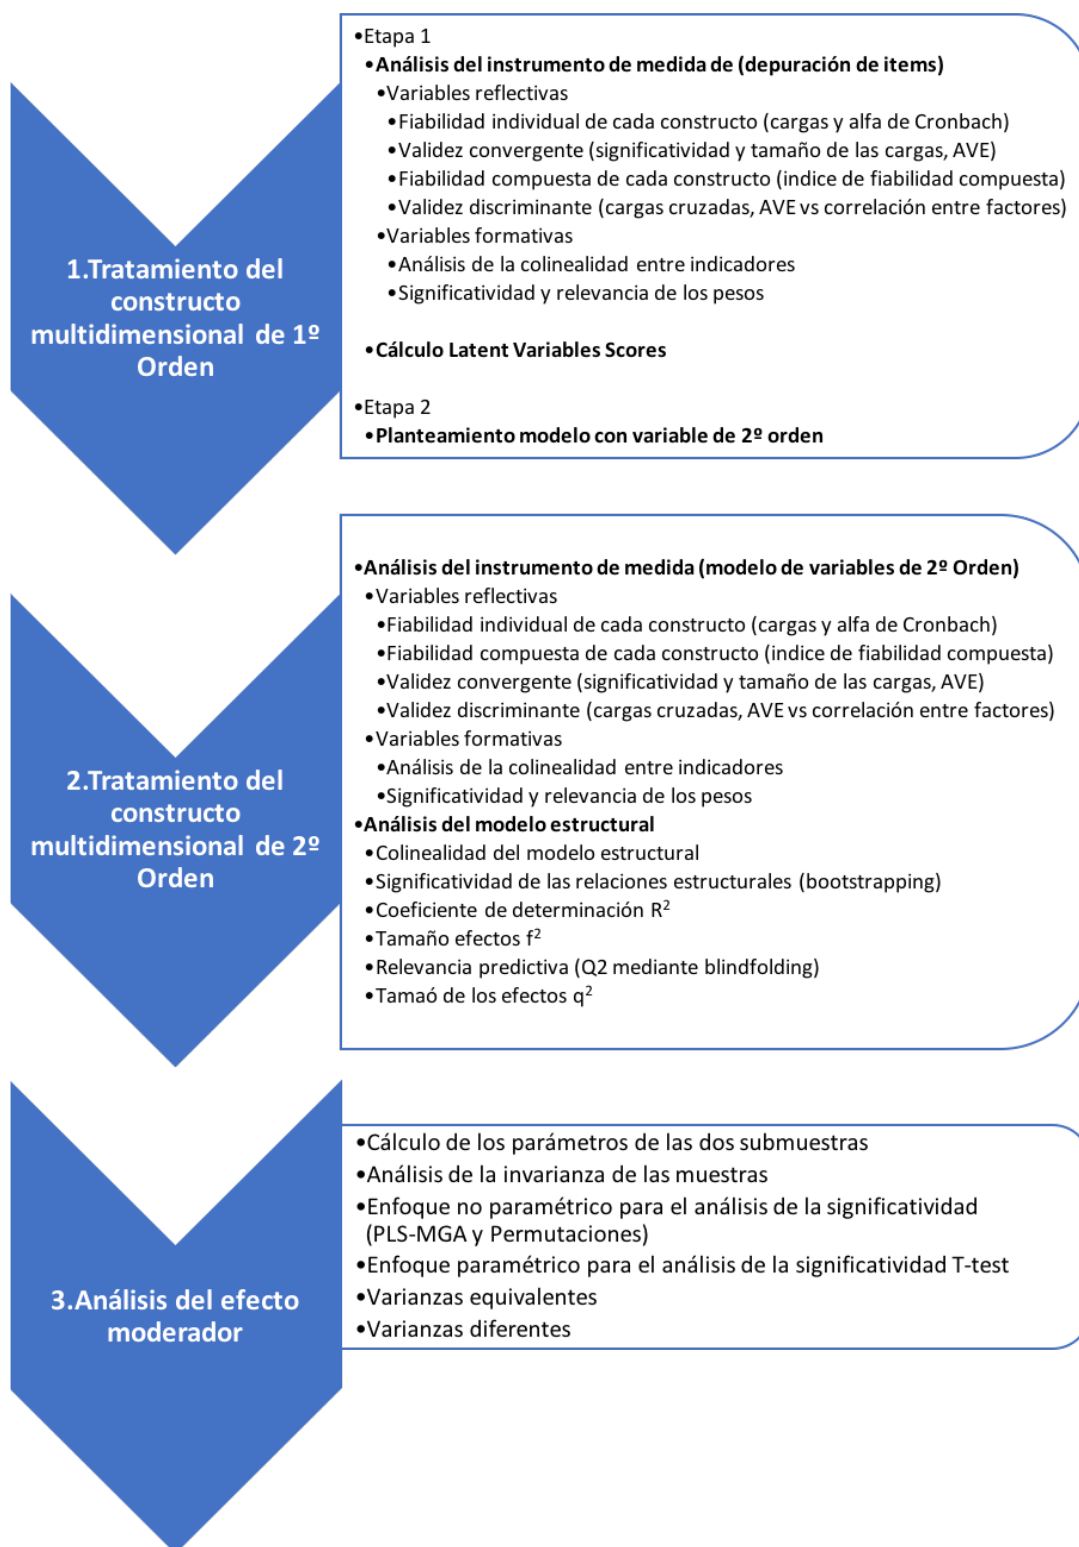 •Etapa 1
•Análisis del instrumento de medida de (depuración de items)
•Variables reflectivas
•Fiabilidad individual de cada constructo (cargas y alfa de Cronbach)
•Validez convergente (significatividad y tamaño de las cargas, AVE)
•Fiabilidad compuesta de cada constructo (indice de fiabilidad compuesta)
•Validez discriminante (cargas cruzadas, AVE vs correlación entre factores)
•Variables formativas
•Análisis de la colinealidad entre indicadores
•Significatividad y relevancia de los pesos
•Cálculo Latent Variables Scores
•Etapa 2
•Planteamiento modelo con variable de 2º orden
1.Tratamiento del
constructo
multidimensional de 1º
Orden
•Análisis del instrumento de medida (modelo de variables de 2º Orden)
•Variables reflectivas
•Fiabilidad individual de cada constructo (cargas y alfa de Cronbach)
•Fiabilidad compuesta de cada constructo (indice de fiabilidad compuesta)
•Validez convergente (significatividad y tamaño de las cargas, AVE)
•Validez discriminante (cargas cruzadas, AVE vs correlación entre factores)
•Variables formativas
•Análisis de la colinealidad entre indicadores
•Significatividad y relevancia de los pesos
•Análisis del modelo estructural
•Colinealidad del modelo estructural
•Significatividad de las relaciones estructurales (bootstrapping)
•Coeficiente de determinación R²
•Tamaño efectos f²
•Relevancia predictiva (Q2 mediante blindfolding)
•Tamaó de los efectos q²
2.Tratamiento del
constructo
multidimensional de 2º
Orden
•Cálculo de los parámetros de las dos submuestras
•Análisis de la invarianza de las muestras
•Enfoque no paramétrico para el análisis de la significatividad
(PLS-MGA y Permutaciones)
•Enfoque paramétrico para el análisis de la significatividad T-test
•Varianzas equivalentes
•Varianzas diferentes
3.Análisis del efecto
moderador